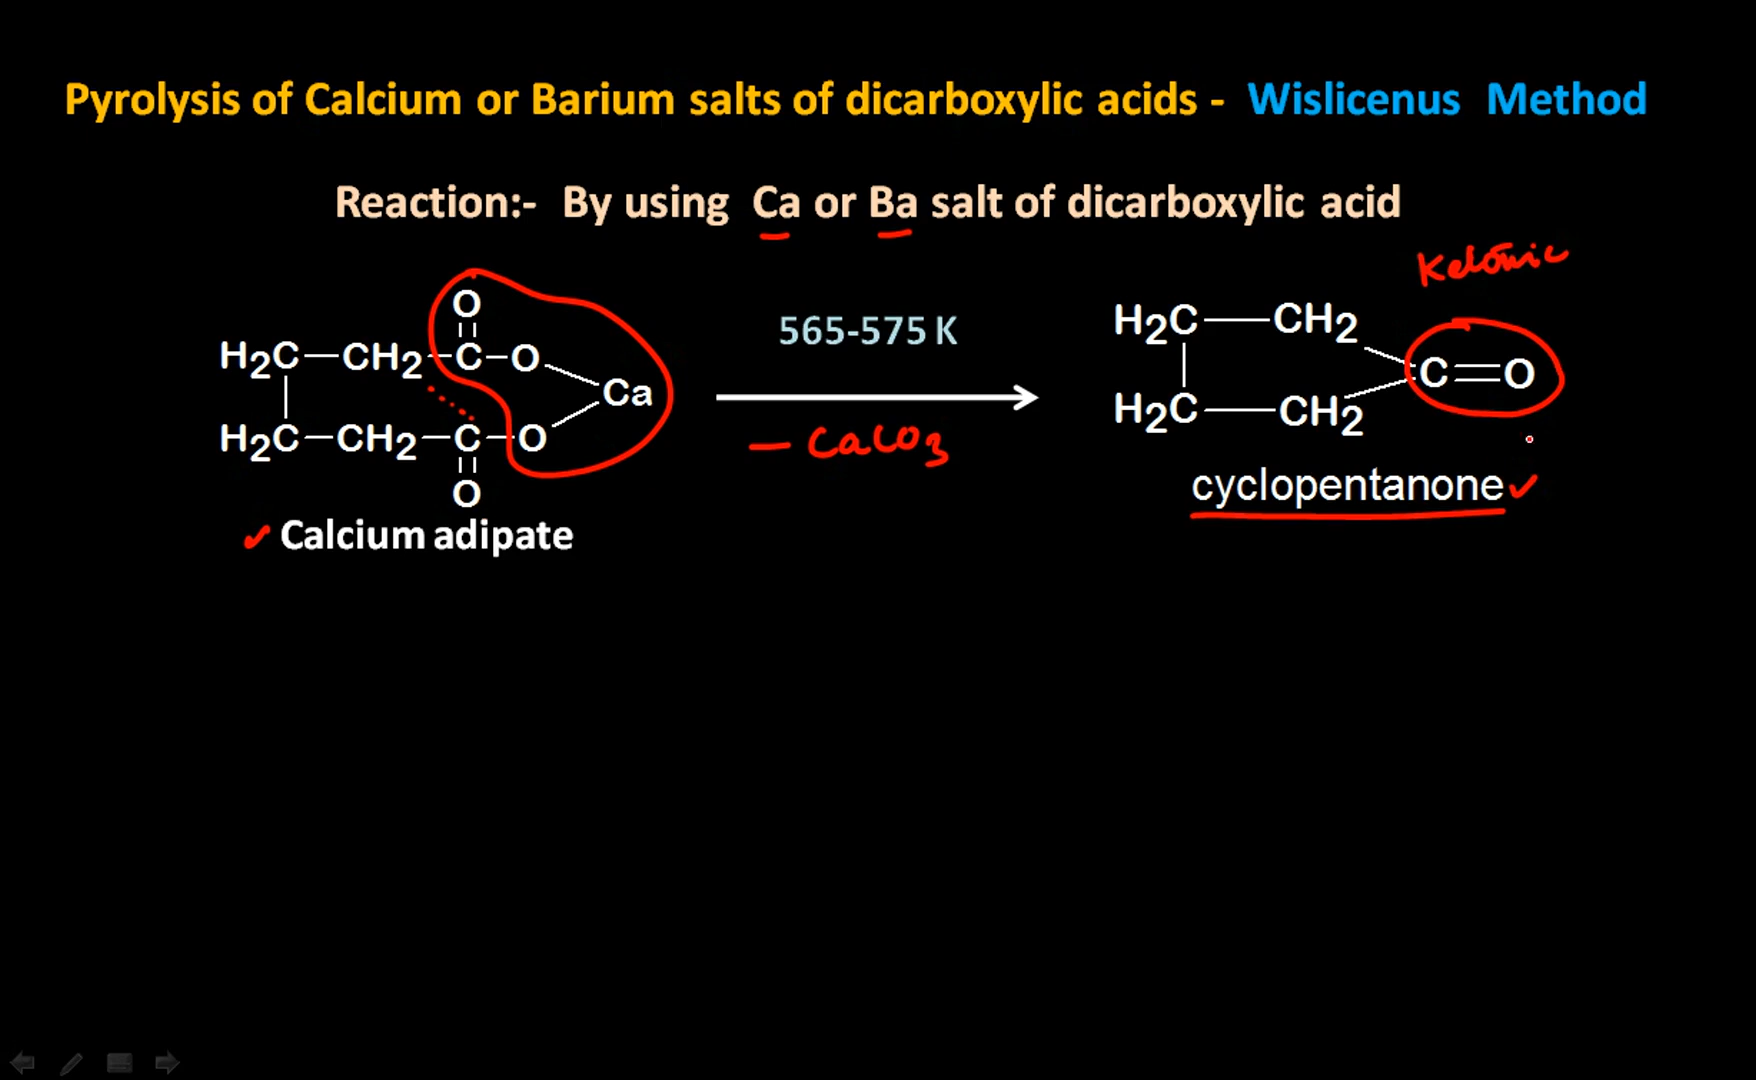 Pyrolysis of Calcium or Barium salts of dicarboxylic acids - Wislicenus Method
Reaction:- By using Ca or Ba salt of dicarboxylic acid
Ketonic
O
H2C—CH2—C—O
Ca
H2C—CH2—C—O
O
Calcium adipate
565-575 K
— CaCO3
H2C—CH2
C=O
H2C—CH2
cyclopentanone